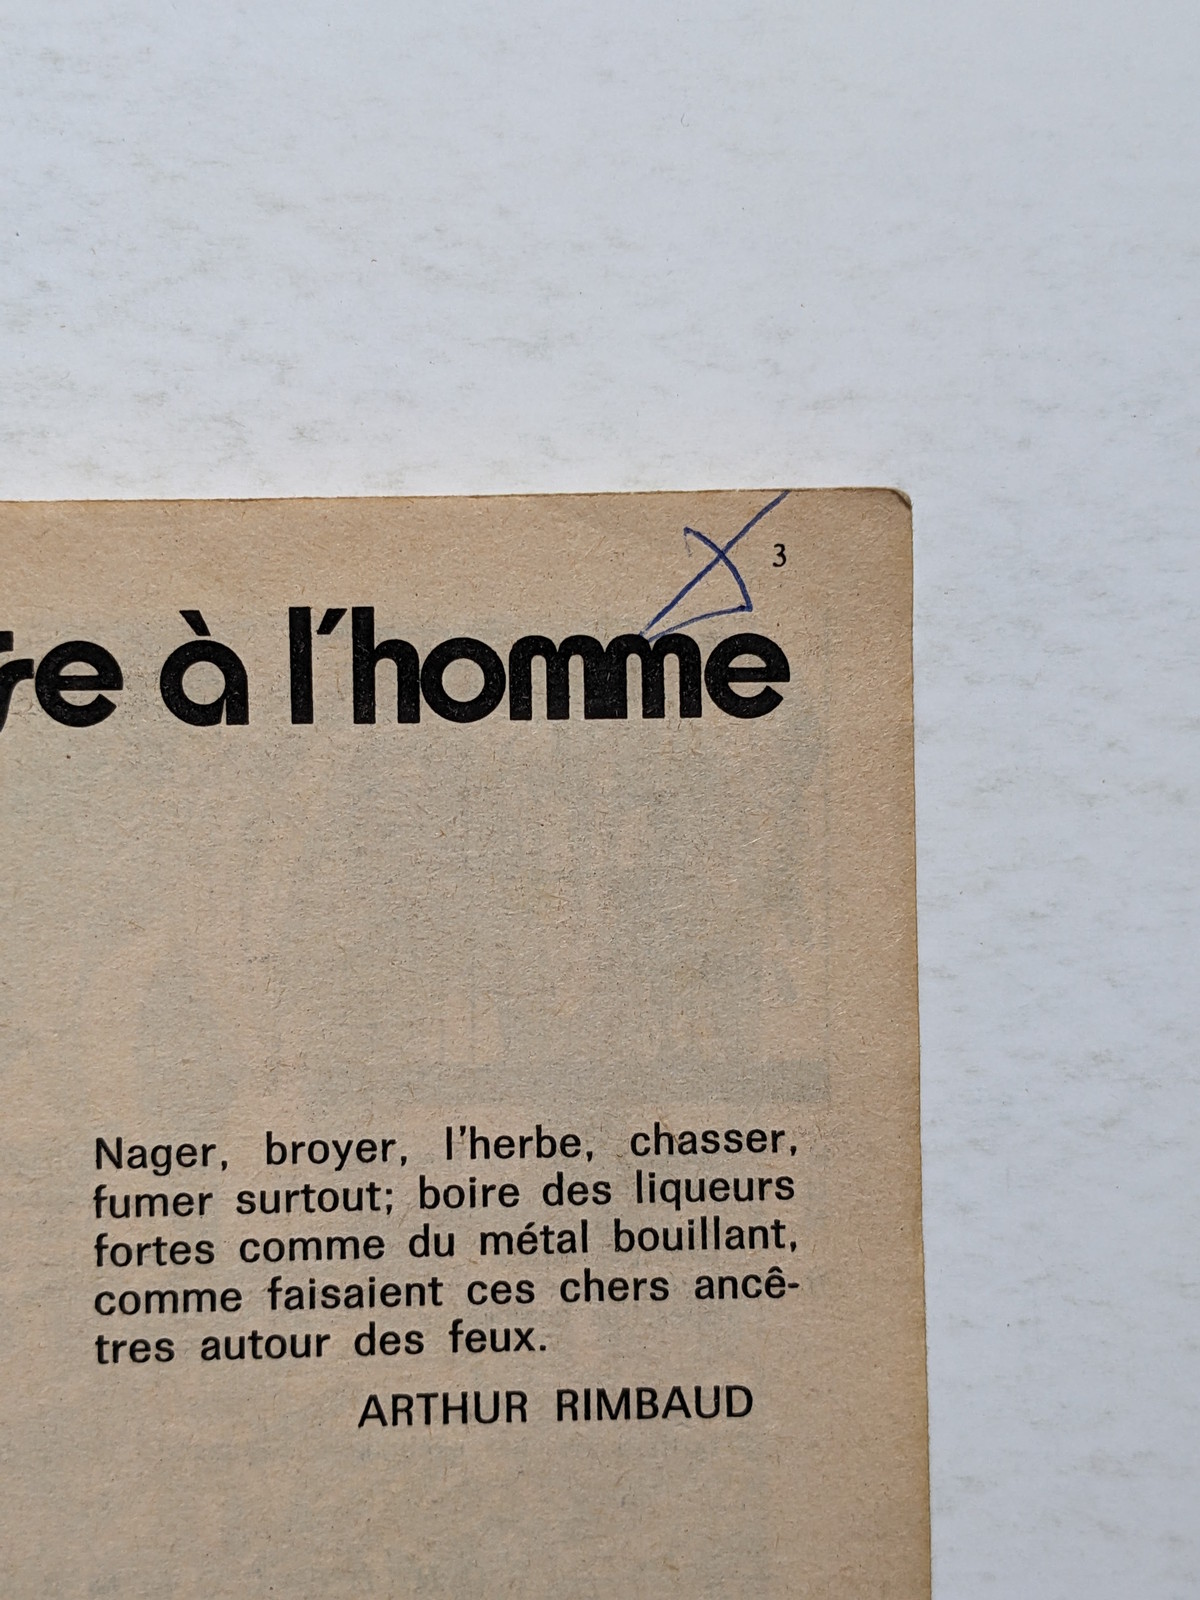 3
à l'homme
Nager, broyer, l'herbe, chasser,
fumer surtout; boire des liqueurs
fortes comme du métal bouillant,
comme faisaient ces chers ancê-
tres autour des feux.
ARTHUR RIMBAUD